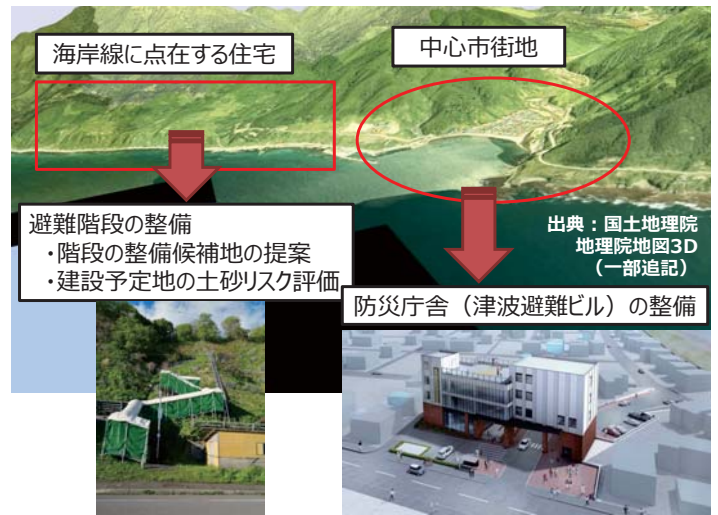 海岸線に点在する住宅
中心市街地
避難階段の整備
・階段の整備候補地の提案
・建設予定地の土砂リスク評価
出典：国土地理院
地理院地図3D
（一部追記）
防災庁舎（津波避難ビル）の整備